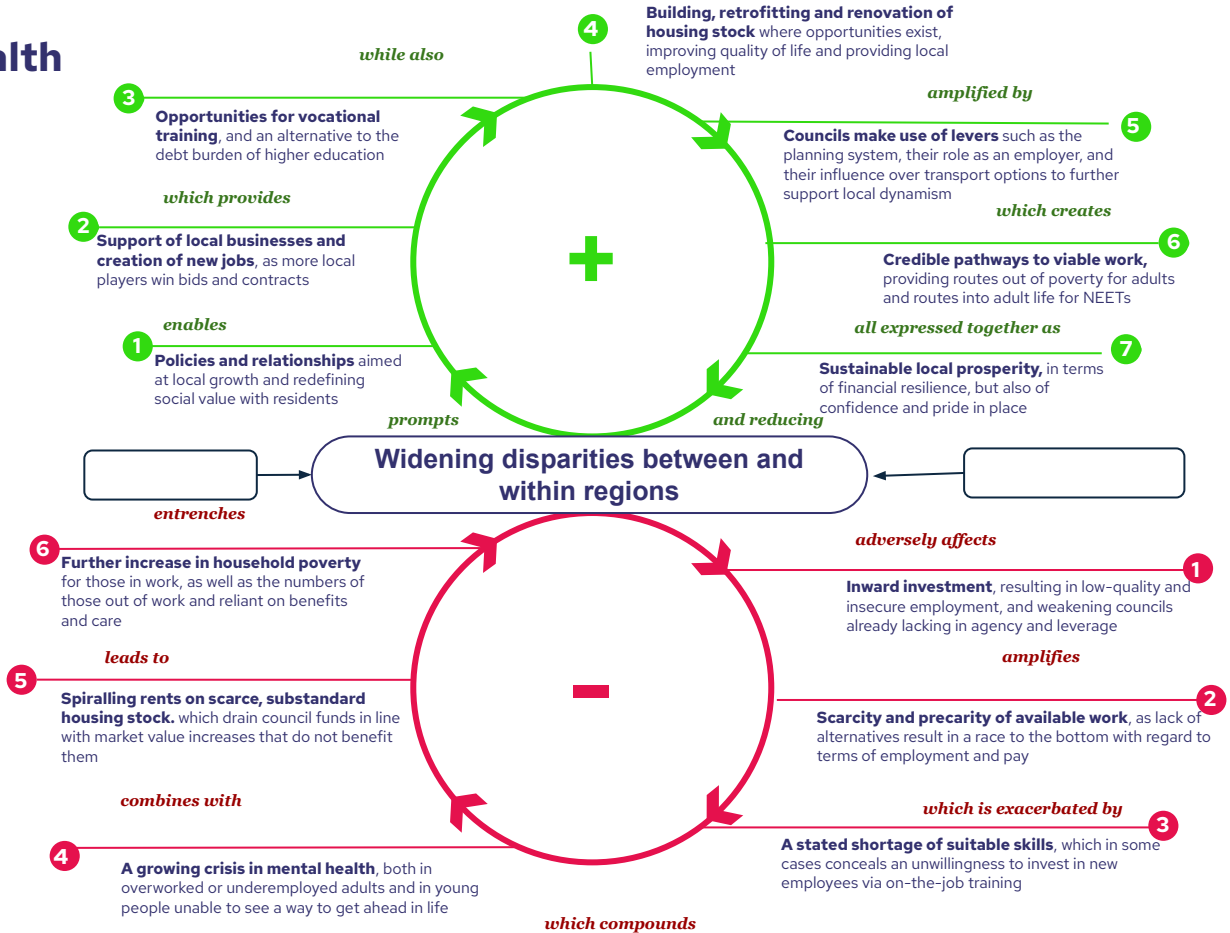 alth
4
Building, retrofitting and renovation of
housing stock where opportunities exist,
improving quality of life and providing local
employment
while also
3
Opportunities for vocational
training, and an alternative to the
debt burden of higher education
amplified by
5
Councils make use of levers such as the
planning system, their role as an employer, and
their influence over transport options to further
support local dynamism
which provides
2
Support of local businesses and
creation of new jobs, as more local
players win bids and contracts
which creates
6
Credible pathways to viable work,
providing routes out of poverty for adults
and routes into adult life for NEETs
enables
1
Policies and relationships aimed
at local growth and redefining
social value with residents
all expressed together as
7
Sustainable local prosperity, in terms
of financial resilience, but also of
confidence and pride in place
prompts
and reducing
+
Widening disparities between and
within regions
entrenches
6
Further increase in household poverty
for those in work, as well as the numbers of
those out of work and reliant on benefits
and care
adversely affects
1
Inward investment, resulting in low-quality and
insecure employment, and weakening councils
already lacking in agency and leverage
leads to
5
Spiralling rents on scarce, substandard
housing stock. which drain council funds in line
with market value increases that do not benefit
them
amplifies
2
Scarcity and precarity of available work, as lack of
alternatives result in a race to the bottom with regard to
terms of employment and pay
-
combines with
4
A growing crisis in mental health, both in
overworked or underemployed adults and in young
people unable to see a way to get ahead in life
which is exacerbated by
3
A stated shortage of suitable skills, which in some
cases conceals an unwillingness to invest in new
employees via on-the-job training
which compounds